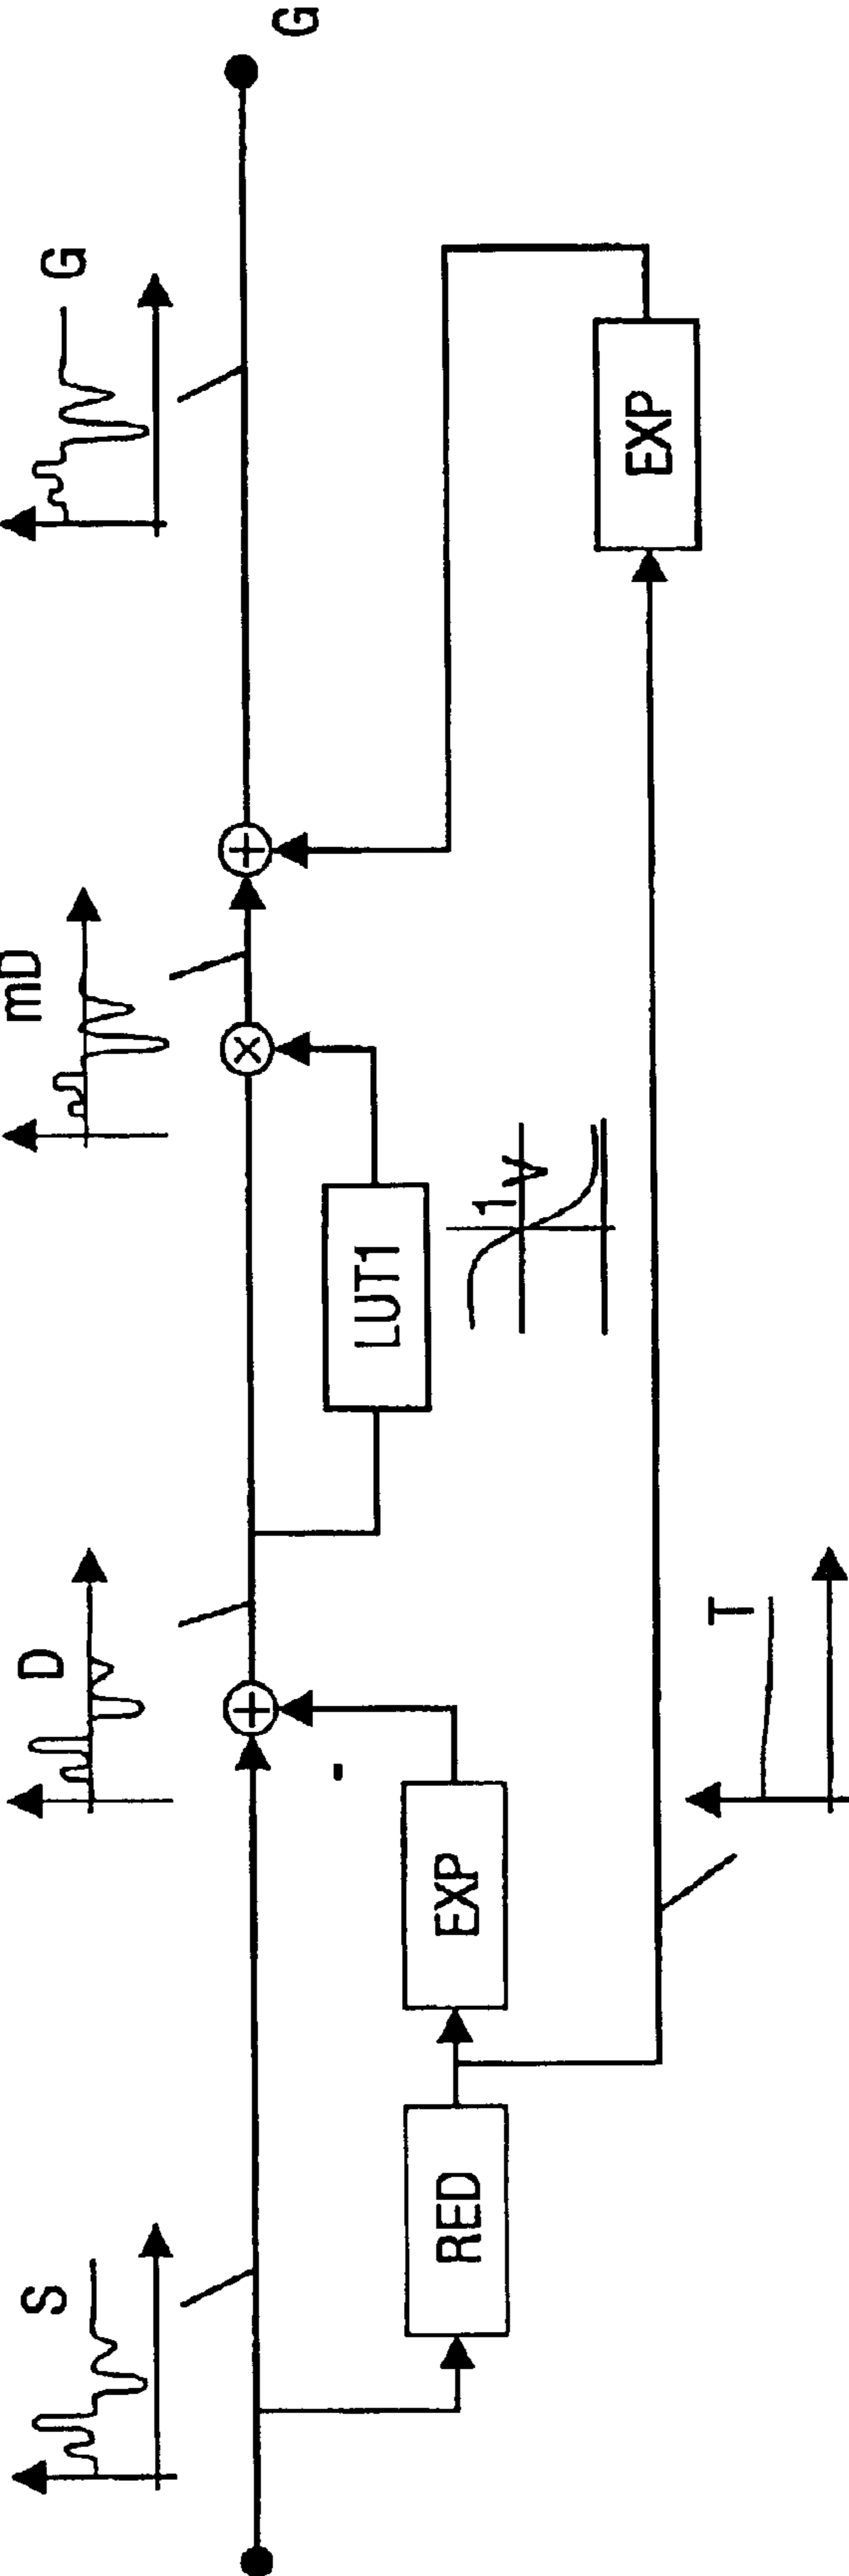 S
D
mD
G
G
RED
EXP
LUT1
EXP
1
V
T
-
+
×
+